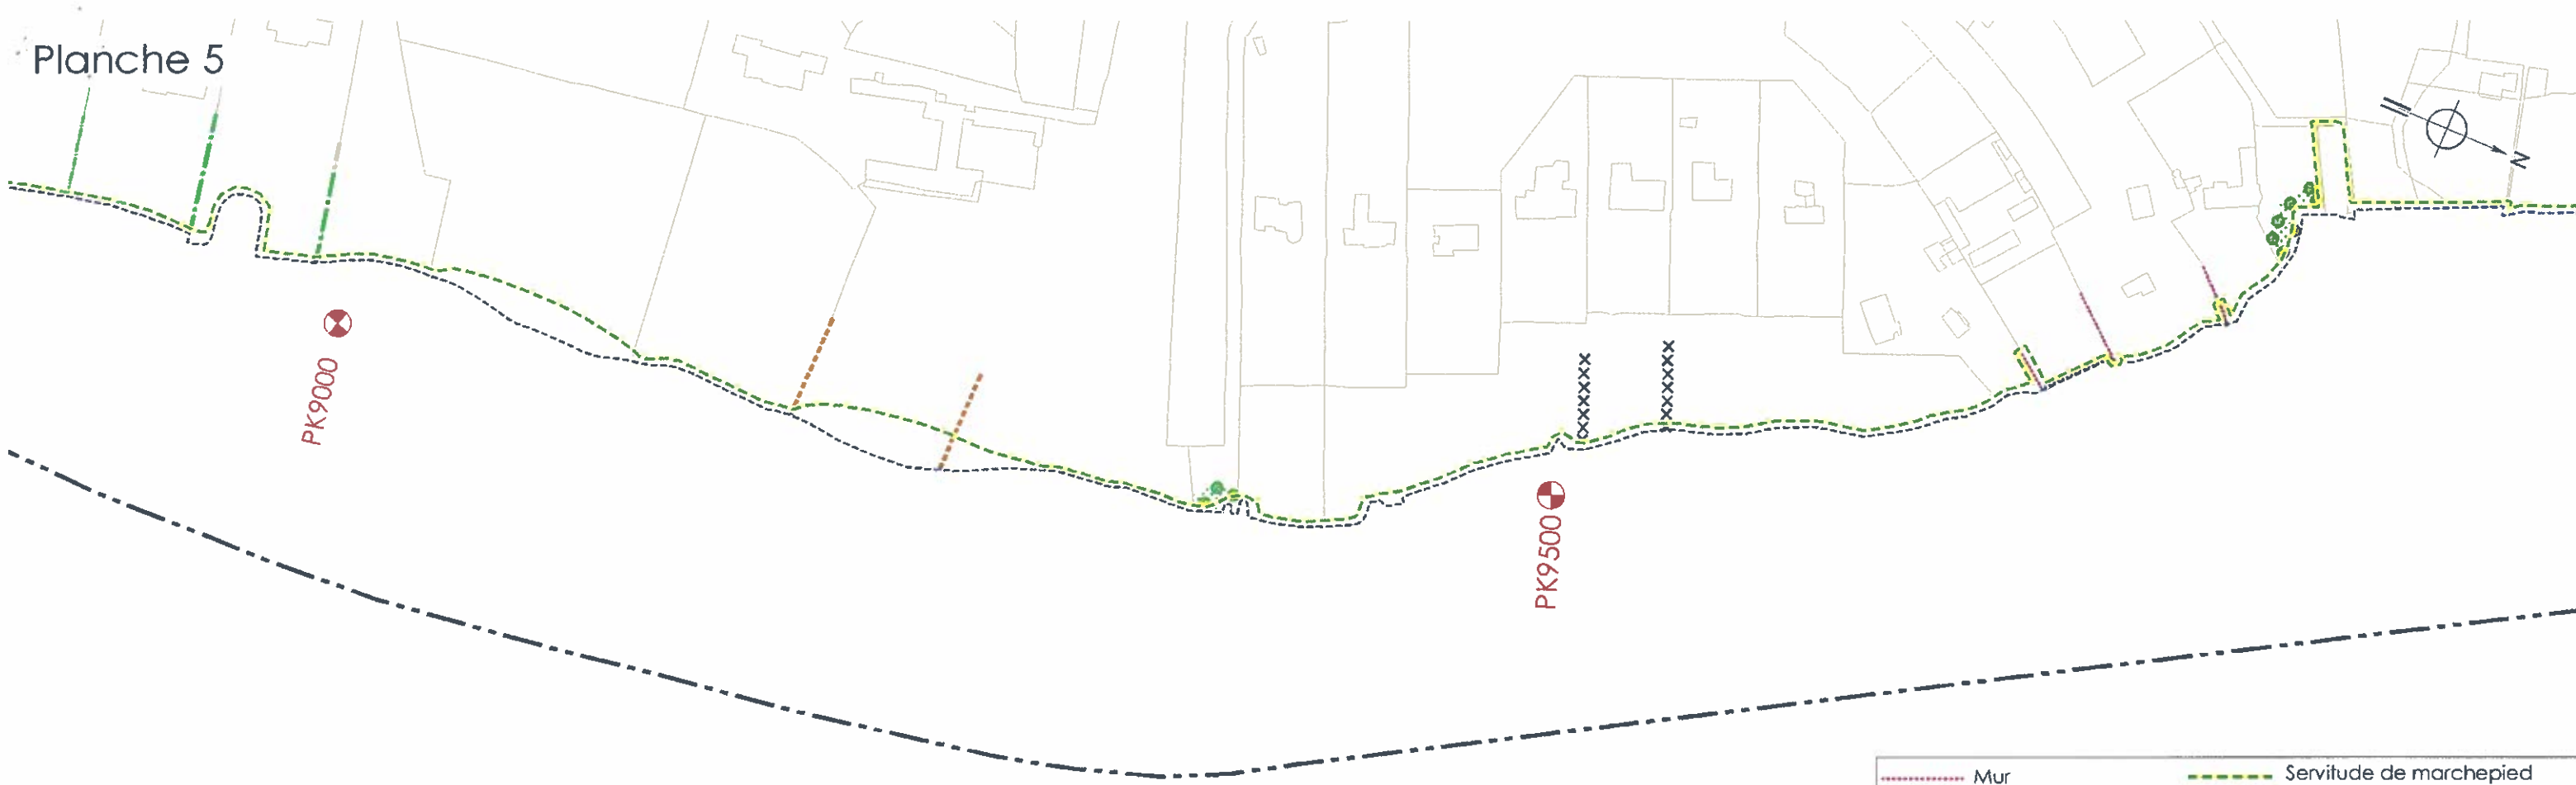 Planche 5
N
PK9000
PK9500
Mur
Servitude de marchepied